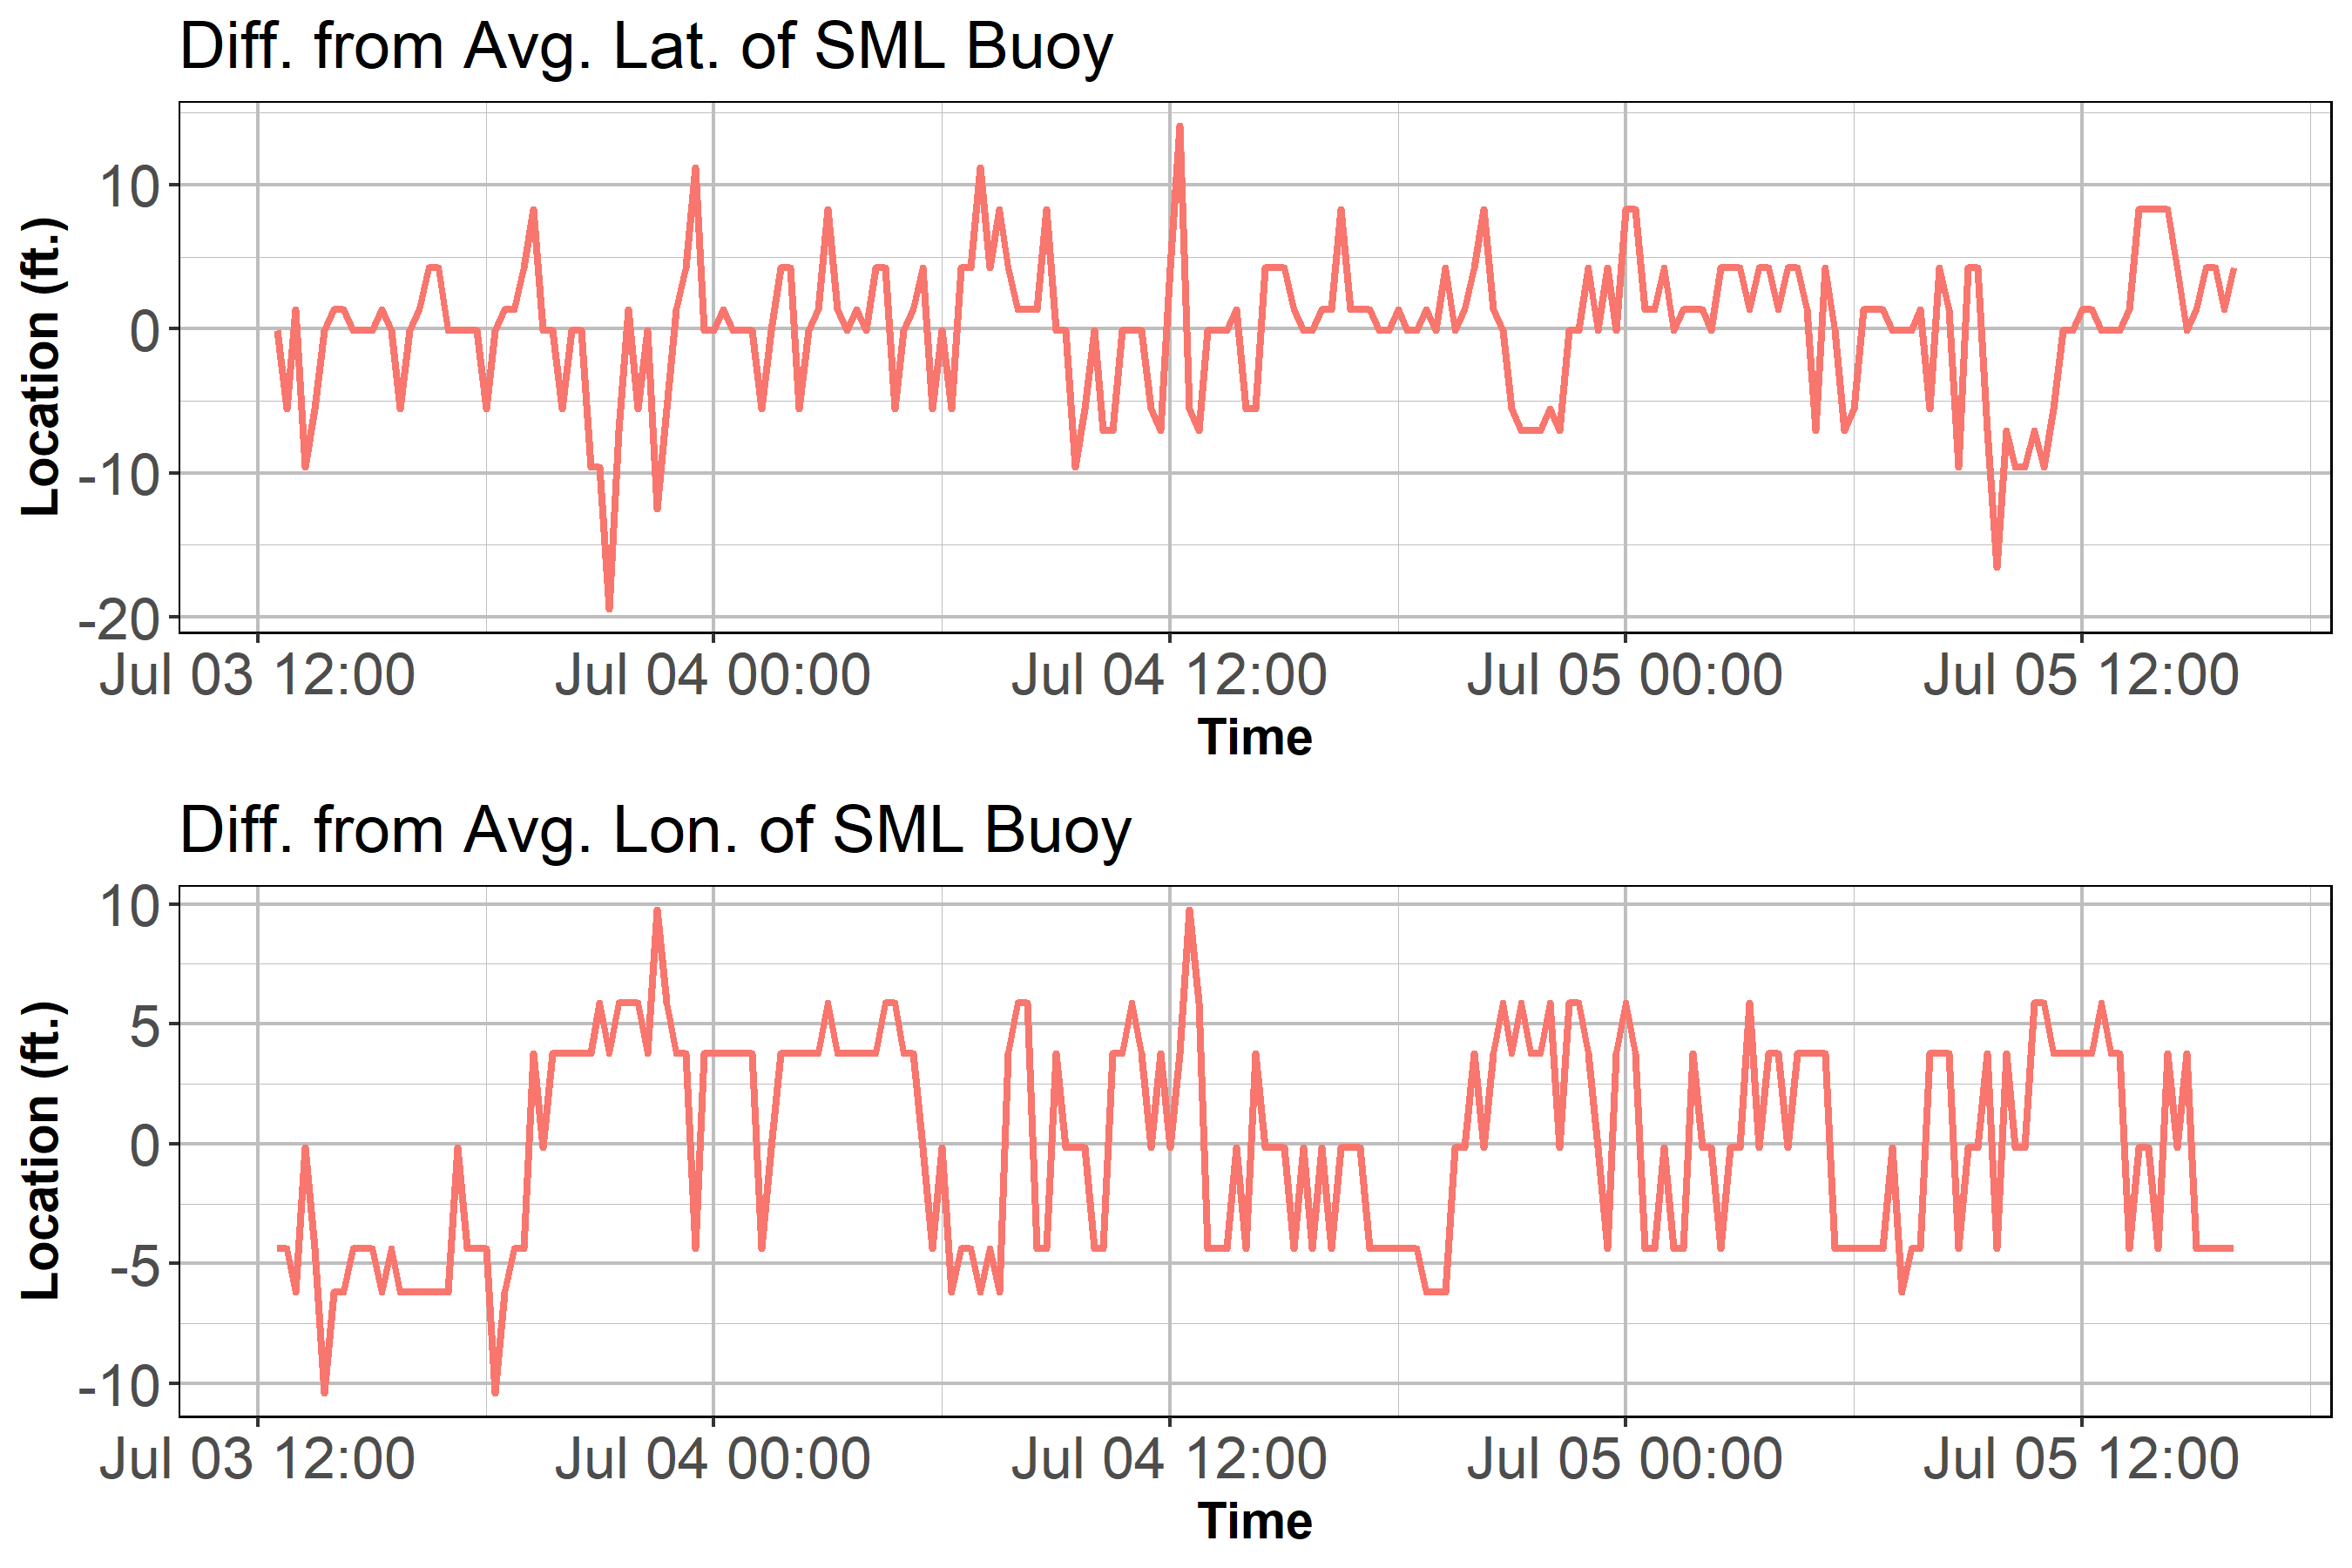 Diff. from Avg. Lat. of SML Buoy
Location (ft.)
10
0
-10
-20
Jul 03 12:00 Jul 04 00:00 Jul 04 12:00 Jul 05 00:00 Jul 05 12:00
Time
Diff. from Avg. Lon. of SML Buoy
Location (ft.)
10
5
0
-5
-10
Jul 03 12:00 Jul 04 00:00 Jul 04 12:00 Jul 05 00:00 Jul 05 12:00
Time